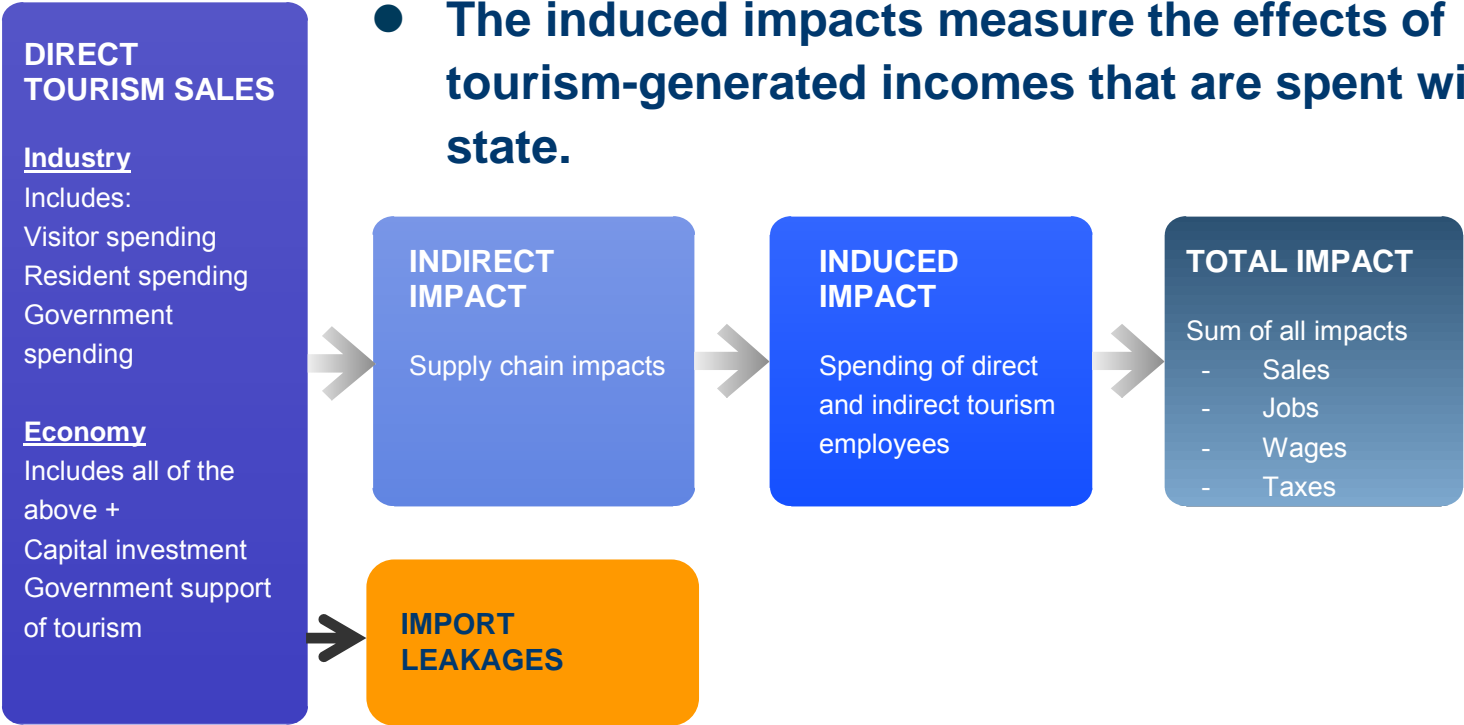 ● The induced impacts measure the effects of
tourism-generated incomes that are spent wi
state.
DIRECT
TOURISM SALES
Industry
Includes:
Visitor spending
Resident spending
Government
spending
Economy
Includes all of the
above +
Capital investment
Government support
of tourism
INDIRECT
IMPACT
Supply chain impacts
INDUCED
IMPACT
Spending of direct
and indirect tourism
employees
TOTAL IMPACT
Sum of all impacts
- Sales
- Jobs
- Wages
- Taxes
IMPORT
LEAKAGES